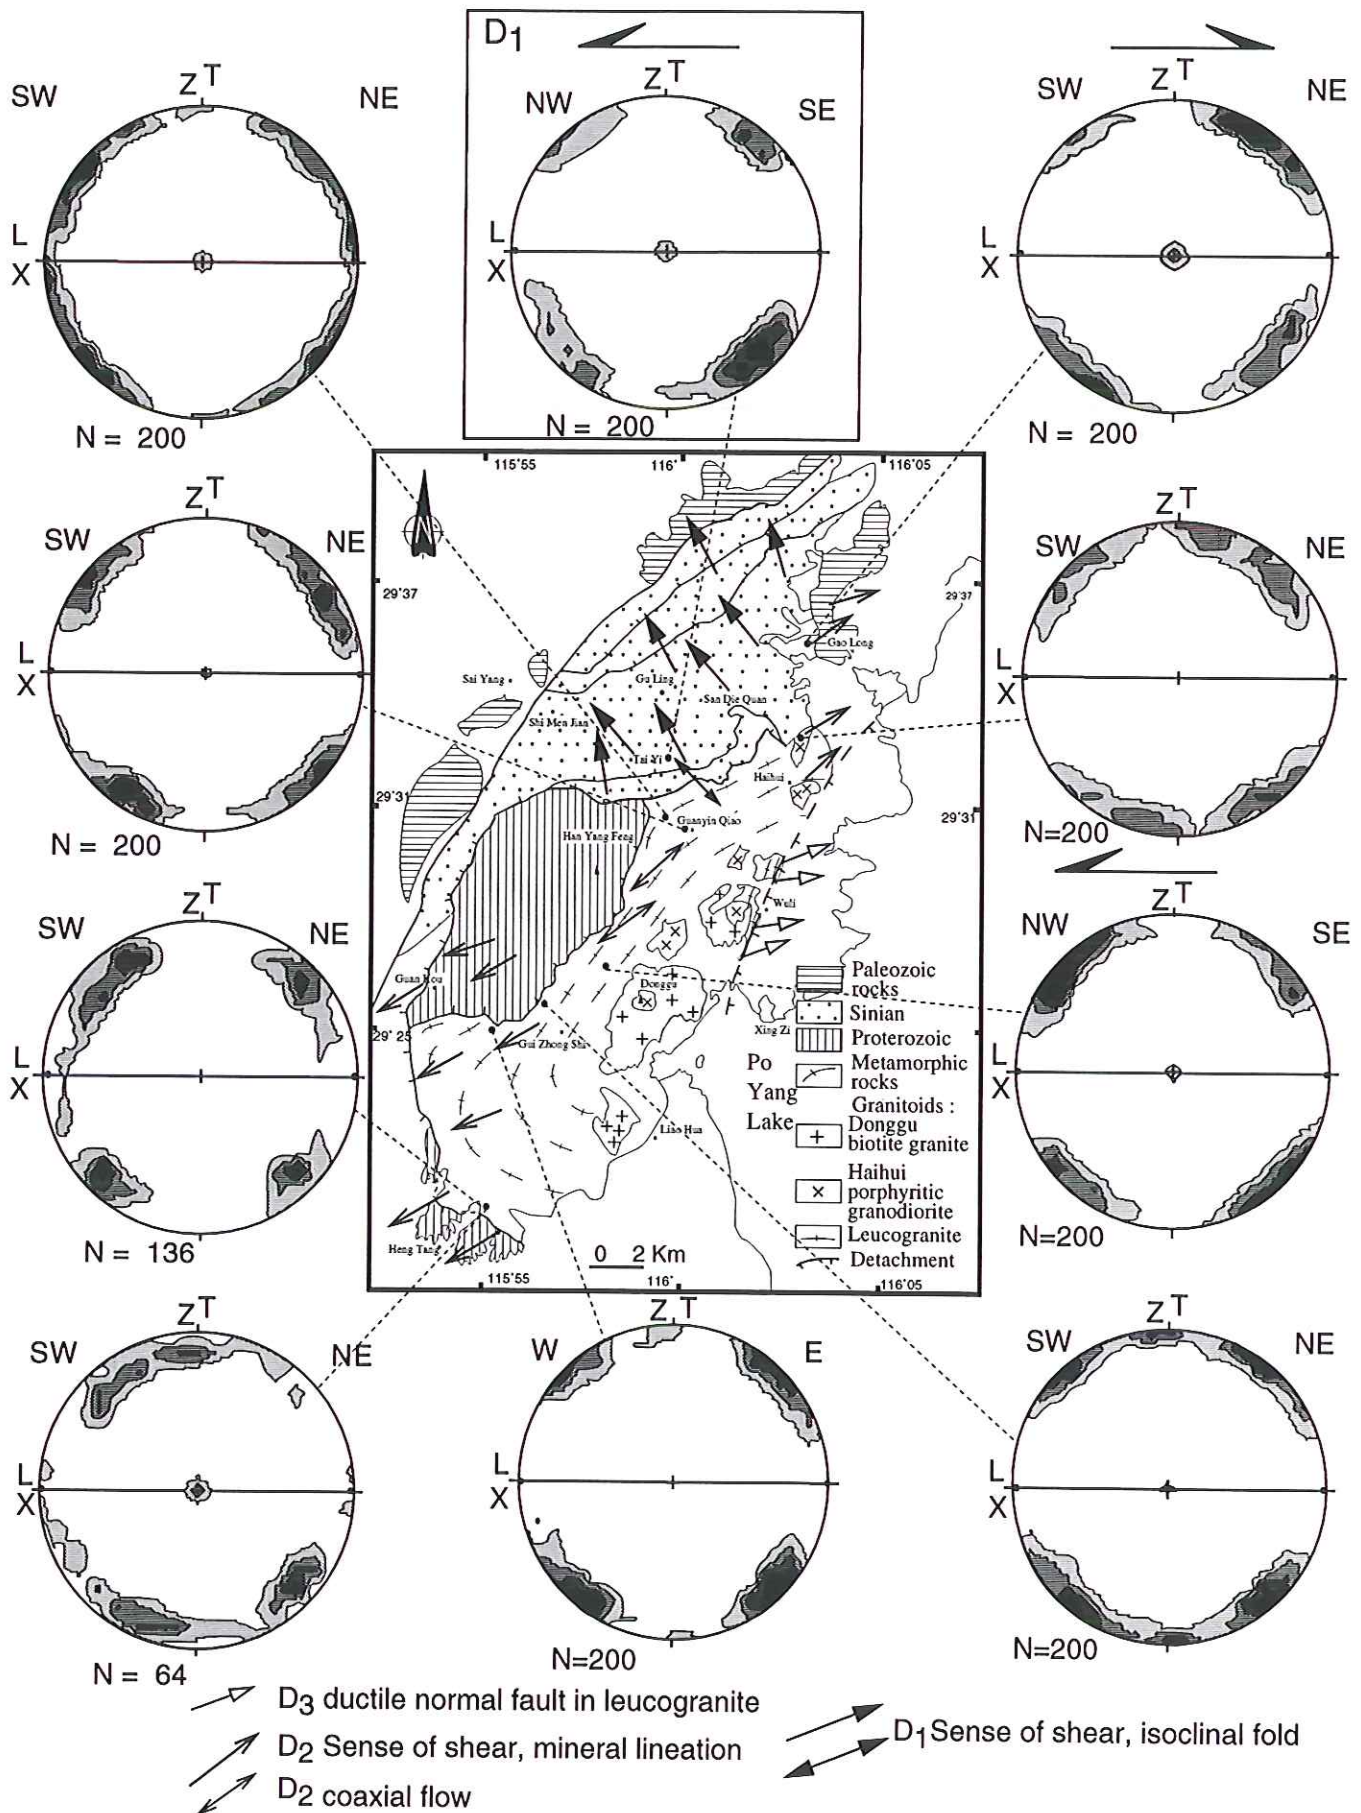 D1
Z T
SW
NE
L
X
N = 200
Z T
NW
SE
N = 200
Z T
SW
NE
L
X
N = 200
Z T
SW
NE
L
X
N = 200
Z T
SW
NE
L
X
N=200
Z T
SW
NE
L
X
N = 136
Z T
NW
SE
L
X
N=200
Z T
SW
NE
L
X
N = 64
Z T
W
E
L
X
N=200
Z T
SW
NE
L
X
N=200
115°55
116°
116°05
N
29°37
29°37
Gao Long
Sai Yang
Gu Ling
San Die Quan
Shi Men Jian
Tai Yi
Haihui
29°31
29°31
Guanyin Qiao
Han Yang Feng
Wuli
Guan Kou
Donggu
29°25
Xing Zi
Gui Zhong Shi
Liao Hua
Heng Tang
Po
Yang
Lake
Paleozoic
rocks
Sinian
Proterozoic
Metamorphic
rocks
Granitoids :
Donggu
biotite granite
Haihui
porphyritic
granodiorite
Leucogranite
Detachment
0 2 Km
115°55
116°
116°05
D3 ductile normal fault in leucogranite
D2 Sense of shear, mineral lineation
D2 coaxial flow
D1 Sense of shear, isoclinal fold